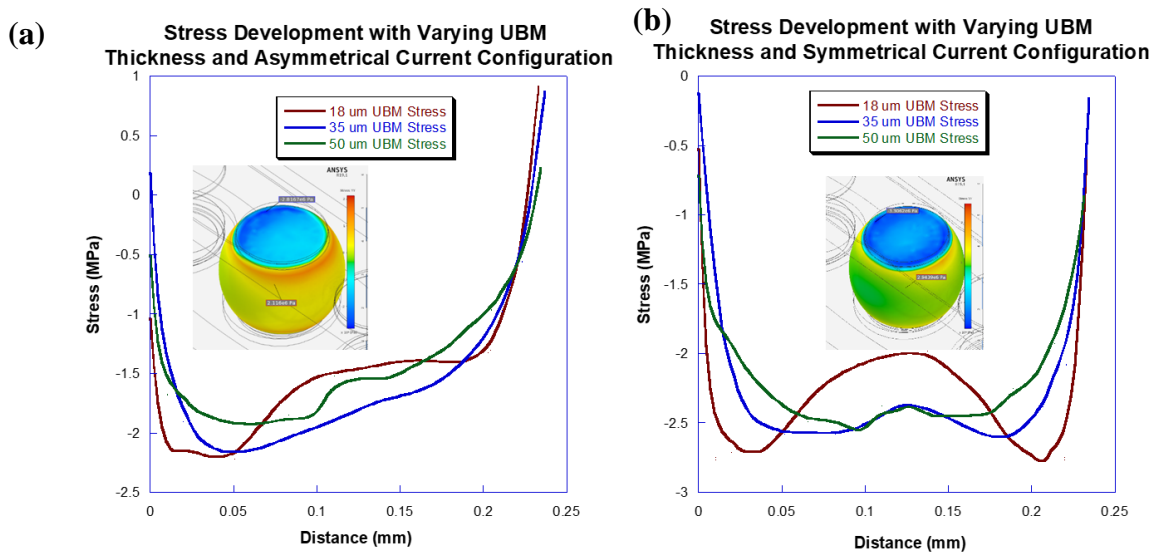 (a)
Stress Development with Varying UBM
Thickness and Asymmetrical Current Configuration
18 um UBM Stress
35 um UBM Stress
50 um UBM Stress
ANSYS
Stress (MPa)
1
0.5
0
-0.5
-1
-1.5
-2
-2.5
0
0.05
0.1
0.15
0.2
0.25
Distance (mm)
(b)
Stress Development with Varying UBM
Thickness and Symmetrical Current Configuration
18 um UBM Stress
35 um UBM Stress
50 um UBM Stress
ANSYS
Stress (MPa)
0
-0.5
-1
-1.5
-2
-2.5
-3
0
0.05
0.1
0.15
0.2
0.25
Distance (mm)